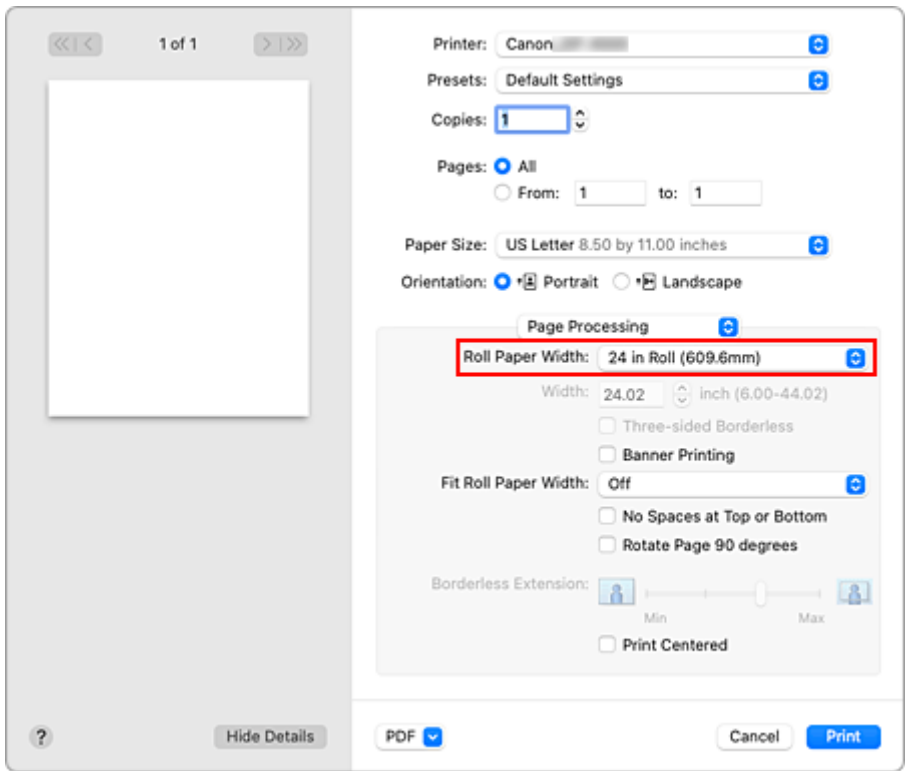 1 of 1
Printer: Canon
Presets: Default Settings
Copies: 1
Pages: All
From: 1 to: 1
Paper Size: US Letter 8.50 by 11.00 inches
Orientation: Portrait Landscape
Page Processing
Roll Paper Width: 24 in Roll (609.6mm)
Width: 24.02 inch (6.00-44.02)
Three-sided Borderless
Banner Printing
Fit Roll Paper Width: Off
No Spaces at Top or Bottom
Rotate Page 90 degrees
Borderless Extension:
Min Max
Print Centered
? Hide Details PDF Cancel Print